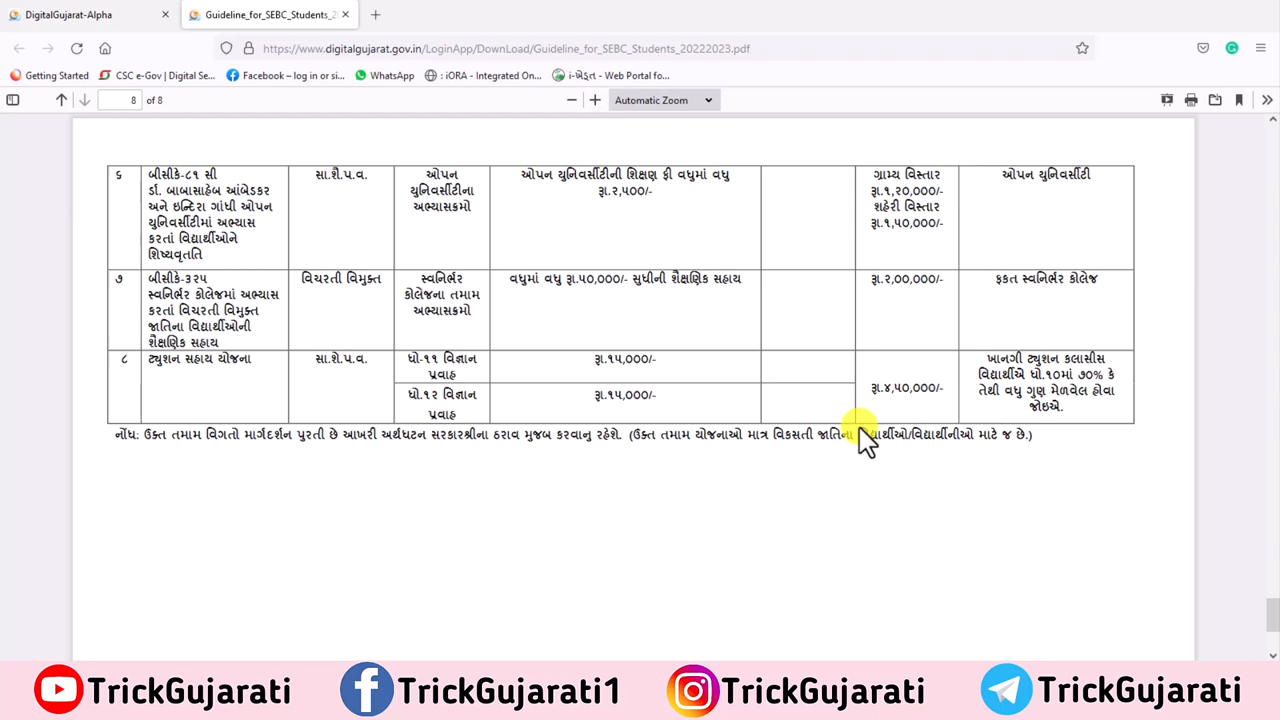 DigitalGujarat-Alpha
Guideline_for_SEBC_Students_2
https://www.digitalgujarat.gov.in/LoginApp/DownLoad/Guideline_for_SEBC_Students_20222023.pdf
Getting Started
CSC e-Gov | Digital Se...
Facebook – log in or si...
WhatsApp
: iORA - Integrated On...
i-ખેડૂત - Web Portal fo...
8 of 8
Automatic Zoom
૬
બીસીકે-૮૧ સી
ર્ડા. બાબાસાહેબ આંબેડકર
અને ઇન્દિરા ગાંધી ઓપન
યુનિવર્સીટીમાં અભ્યાસ
કરતાં વિદ્યાર્થીઓને
શિષ્યવૃતતિ
સા.શૈ.પ.વ.
ઓપન
યુનિવર્સીટીના
અભ્યાસક્રમો
ઓપન યુનિવર્સીટીની શિક્ષણ ફી વધુમાં વધુ
રૂા.૨,૫૦૦/-
ગ્રામ્ય વિસ્તાર
રૂા.૧,૨૦,૦૦૦/-
શહેરી વિસ્તાર
રૂા.૧,૫૦,૦૦૦/-
ઓપન યુનિવર્સીટી
૭
બીસીકે-૩૨૫
સ્વનિર્ભર કોલેજમાં અભ્યાસ
કરતાં વિચરતી વિમુક્ત
જાતિના વિદ્યાર્થીઓની
શૈક્ષણિક સહાય
વિચરતી વિમુક્ત
સ્વનિર્ભર
કોલેજના તમામ
અભ્યાસક્રમો
વધુમાં વધુ રૂા.૫૦,૦૦૦/- સુધીની શૈક્ષણિક સહાય
રૂા.૨,૦૦,૦૦૦/-
ફકત સ્વનિર્ભર કોલેજ
૮
ટ્યુશન સહાય યોજના
સા.શે.પ.વ.
ધો-૧૧ વિજ્ઞાન
પ્રવાહ
રૂા.૧૫,૦૦૦/-
ધો.૧૨ વિજ્ઞાન
પ્રવાહ
રૂા.૧૫,૦૦૦/-
રૂા.૪,૫૦,૦૦૦/-
ખાનગી ટ્યુશન કલાસીસ
વિદ્યાર્થીએ ધો.૧૦માં ૭૦% કે
તેથી વધુ ગુણ મેળવેલ હોવા
જોઇએ.
નોંધ: ઉક્ત તમામ વિગતો માર્ગદર્શન પુરતી છે આખરી અર્થઘટન સરકારશ્રીના ઠરાવ મુજબ કરવાનુ રહેશે. (ઉક્ત તમામ યોજનાઓ માત્ર વિકસતી જાતિના વિદ્યાર્થીઓ/વિદ્યાર્થીનીઓ માટે જ છે.)
TrickGujarati
TrickGujarati1
TrickGujarati
TrickGujarati